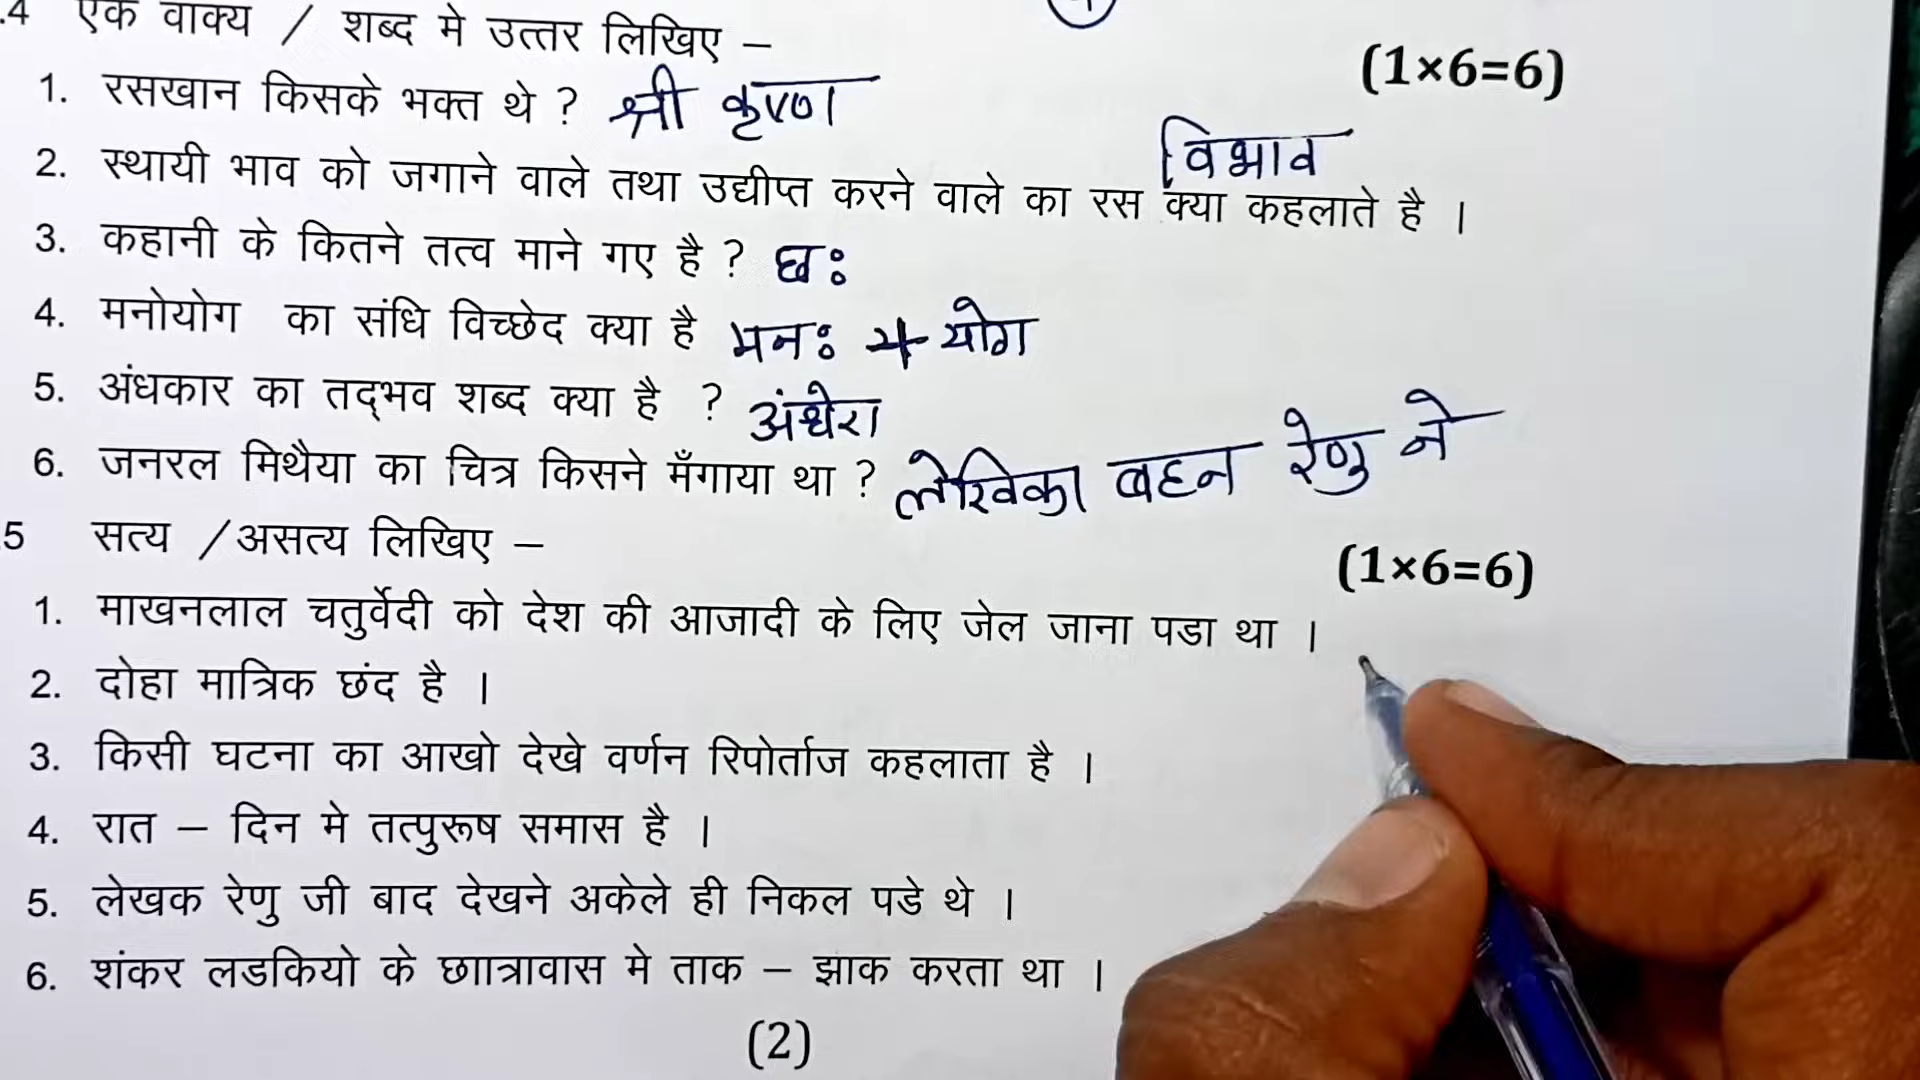 .4 एक वाक्य / शब्द मे उत्तर लिखिए –
(1×6=6)
1. रसखान किसके भक्त थे ? श्री कृष्ण
विभाव
2. स्थायी भाव को जगाने वाले तथा उद्यीप्त करने वाले का रस क्या कहलाते है ।
3. कहानी के कितने तत्व माने गए है ? छः
4. मनोयोग का संधि विच्छेद क्या है मनः + योग
5. अंधकार का तद्भव शब्द क्या है ? अंधेरा
6. जनरल मिथैया का चित्र किसने मँगाया था ? लेखिका बहन रेणु ने
.5 सत्य / असत्य लिखिए –
(1×6=6)
1. माखनलाल चतुर्वेदी को देश की आजादी के लिए जेल जाना पडा था ।
2. दोहा मात्रिक छंद है ।
3. किसी घटना का आखो देखे वर्णन रिपोर्ताज कहलाता है ।
4. रात – दिन मे तत्पुरूष समास है ।
5. लेखक रेणु जी बाद देखने अकेले ही निकल पडे थे ।
6. शंकर लडकियो के छाात्रावास मे ताक – झाक करता था ।
(2)